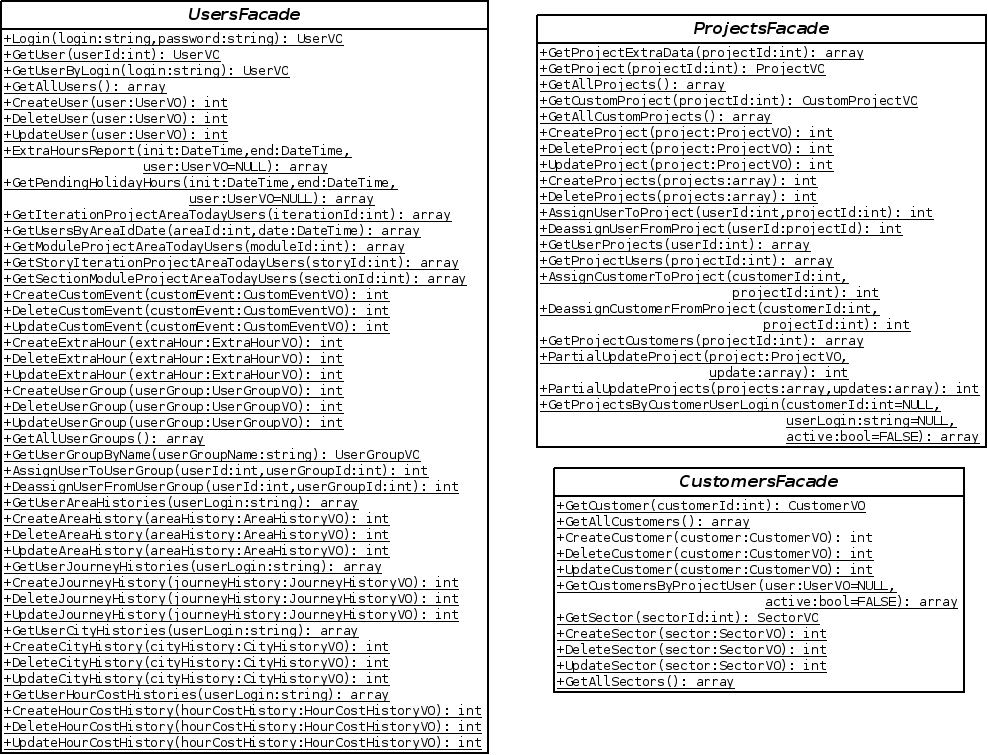 UsersFacade
+Login(login:string,password:string): UserVC
+GetUser(userId:int): UserVC
+GetUserByLogin(login:string): UserVC
+GetAllUsers(): array
+CreateUser(user:UserVO): int
+DeleteUser(user:UserVO): int
+UpdateUser(user:UserVO): int
+ExtraHoursReport(init:DateTime,end:DateTime,
user:UserVO=NULL): array
+GetPendingHolidayHours(init:DateTime,end:DateTime,
user:UserVO=NULL): array
+GetIterationProjectAreaTodayUsers(iterationId:int): array
+GetUsersByAreaIdDate(areaId:int,date:DateTime): array
+GetModuleProjectAreaTodayUsers(moduleId:int): array
+GetStoryIterationProjectAreaTodayUsers(storyId:int): array
+GetSectionModuleProjectAreaTodayUsers(sectionId:int): array
+CreateCustomEvent(customEvent:CustomEventVO): int
+DeleteCustomEvent(customEvent:CustomEventVO): int
+UpdateCustomEvent(customEvent:CustomEventVO): int
+CreateExtraHour(extraHour:ExtraHourVO): int
+DeleteExtraHour(extraHour:ExtraHourVO): int
+UpdateExtraHour(extraHour:ExtraHourVO): int
+CreateUserGroup(userGroup:UserGroupVO): int
+DeleteUserGroup(userGroup:UserGroupVO): int
+UpdateUserGroup(userGroup:UserGroupVO): int
+GetAllUserGroups(): array
+GetUserGroupByName(userGroupName:string): UserGroupVC
+AssignUserToUserGroup(userId:int,userGroupId:int): int
+DeassignUserFromUserGroup(userId:int,userGroupId:int): int
+GetUserAreaHistories(userLogin:string): array
+CreateAreaHistory(areaHistory:AreaHistoryVO): int
+DeleteAreaHistory(areaHistory:AreaHistoryVO): int
+UpdateAreaHistory(areaHistory:AreaHistoryVO): int
+GetUserJourneyHistories(userLogin:string): array
+CreateJourneyHistory(journeyHistory:JourneyHistoryVO): int
+DeleteJourneyHistory(journeyHistory:JourneyHistoryVO): int
+UpdateJourneyHistory(journeyHistory:JourneyHistoryVO): int
+GetUserCityHistories(userLogin:string): array
+CreateCityHistory(cityHistory:CityHistoryVO): int
+DeleteCityHistory(cityHistory:CityHistoryVO): int
+UpdateCityHistory(cityHistory:CityHistoryVO): int
+GetUserHourCostHistories(userLogin:string): array
+CreateHourCostHistory(hourCostHistory:HourCostHistoryVO): int
+DeleteHourCostHistory(hourCostHistory:HourCostHistoryVO): int
+UpdateHourCostHistory(hourCostHistory:HourCostHistoryVO): int
ProjectsFacade
+GetProjectExtraData(projectId:int): array
+GetProject(projectId:int): ProjectVC
+GetAllProjects(): array
+GetCustomProject(projectId:int): CustomProjectVC
+GetAllCustomProjects(): array
+CreateProject(project:ProjectVO): int
+DeleteProject(project:ProjectVO): int
+UpdateProject(project:ProjectVO): int
+CreateProjects(projects:array): int
+DeleteProjects(projects:array): int
+AssignUserToProject(userId:int,projectId:int): int
+DeassignUserFromProject(userId:projectId): int
+GetUserProjects(userId:int): array
+GetProjectUsers(projectId:int): array
+AssignCustomerToProject(customerId:int,
projectId:int): int
+DeassignCustomerFromProject(customerId:int,
projectId:int): int
+GetProjectCustomers(projectId:int): array
+PartialUpdateProject(project:ProjectVO,
update:array): int
+PartialUpdateProjects(projects:array,updates:array): int
+GetProjectsByCustomerUserLogin(customerId:int=NULL,
userLogin:string=NULL,
active:bool=FALSE): array
CustomersFacade
+GetCustomer(customerId:int): CustomerVO
+GetAllCustomers(): array
+CreateCustomer(customer:CustomerVO): int
+DeleteCustomer(customer:CustomerVO): int
+UpdateCustomer(customer:CustomerVO): int
+GetCustomersByProjectUser(user:UserVO=NULL,
active:bool=FALSE): array
+GetSector(sectorId:int): SectorVC
+CreateSector(sector:SectorVO): int
+DeleteSector(sector:SectorVO): int
+UpdateSector(sector:SectorVO): int
+GetAllSectors(): array